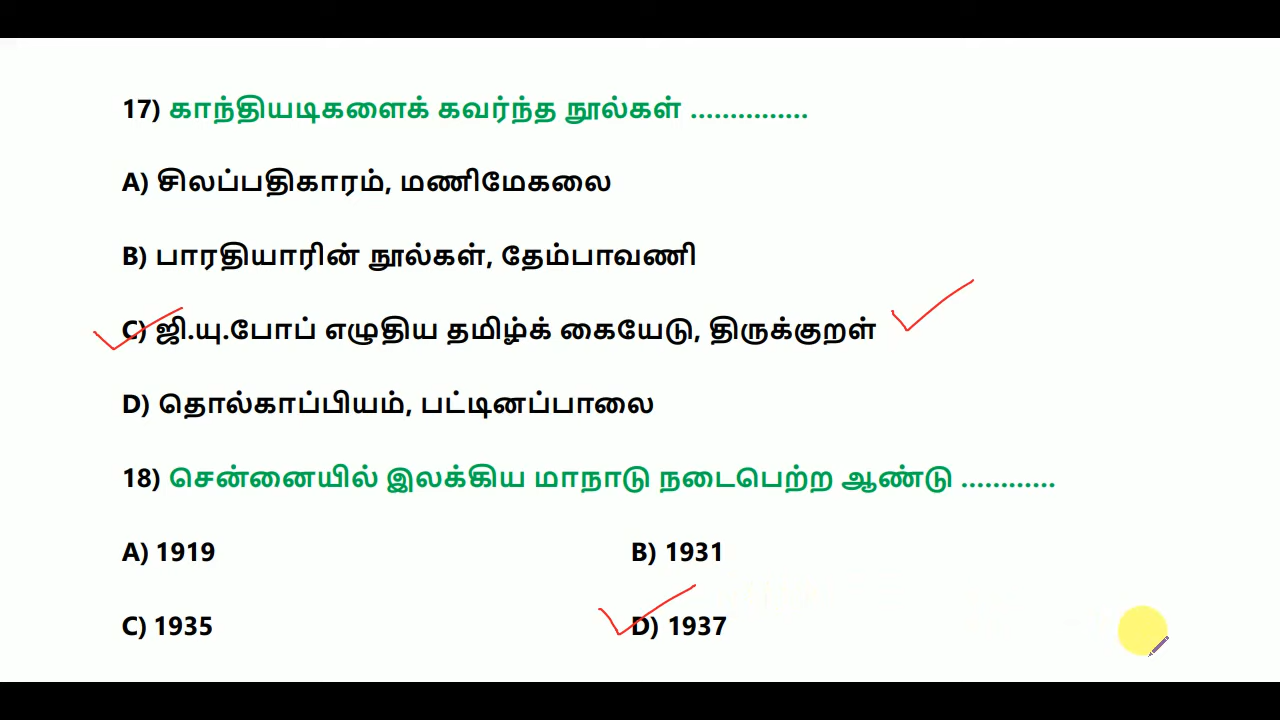 17) காந்தியடிகளைக் கவர்ந்த நூல்கள் ...............
A) சிலப்பதிகாரம், மணிமேகலை
B) பாரதியாரின் நூல்கள், தேம்பாவணி
C) ஜி.யு.போப் எழுதிய தமிழ்க் கையேடு, திருக்குறள்
D) தொல்காப்பியம், பட்டினப்பாலை
18) சென்னையில் இலக்கிய மாநாடு நடைபெற்ற ஆண்டு ............
A) 1919 B) 1931
C) 1935 D) 1937